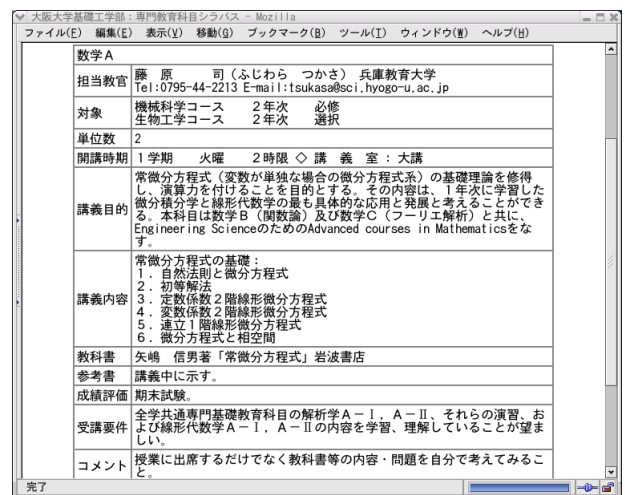 大阪大学基礎工学部：専門教育科目シラバス - Mozilla
ファイル(F) 編集(E) 表示(V) 移動(G) ブックマーク(B) ツール(T) ウィンドウ(W) ヘルプ(H)
数学Ａ
担当教官 藤　原　　司（ふじわら　つかさ）　兵庫教育大学
Tel:0795-44-2213 E-mail:tsukasa@sci.hyogo-u.ac.jp
対象 機械科学コース　　２年次　　必修
生物工学コース　　２年次　　選択
単位数 2
開講時期 １学期　　火曜　　２時限 ◇ 講　義　室 ：大講
講義目的 常微分方程式（変数が単独な場合の微分方程式系）の基礎理論を修得
し、演算力を付けることを目的とする。その内容は、１年次に学習した
微分積分学と線形代数学の最も具体的な応用と発展と考えることができ
る。本科目は数学Ｂ（関数論）及び数学Ｃ（フーリエ解析）と共に、
Engineering ScienceのためのAdvanced courses in Mathematicsをな
す。
講義内容 常微分方程式の基礎：
１．自然法則と微分方程式
２．初等解法
３．定数係数２階線形微分方程式
４．変数係数２階線形微分方程式
５．連立１階線形微分方程式
６．微分方程式と相空間
教科書 矢嶋　信男著「常微分方程式」岩波書店
参考書 講義中に示す。
成績評価 期末試験。
受講要件 全学共通専門基礎教育科目の解析学Ａ－Ⅰ，Ａ－Ⅱ、それらの演習、お
よび線形代数学Ａ－Ⅰ，Ａ－Ⅱの内容を学習、理解していることが望ま
しい。
コメント 授業に出席するだけでなく教科書等の内容・問題を自分で考えてみるこ
と。
完了